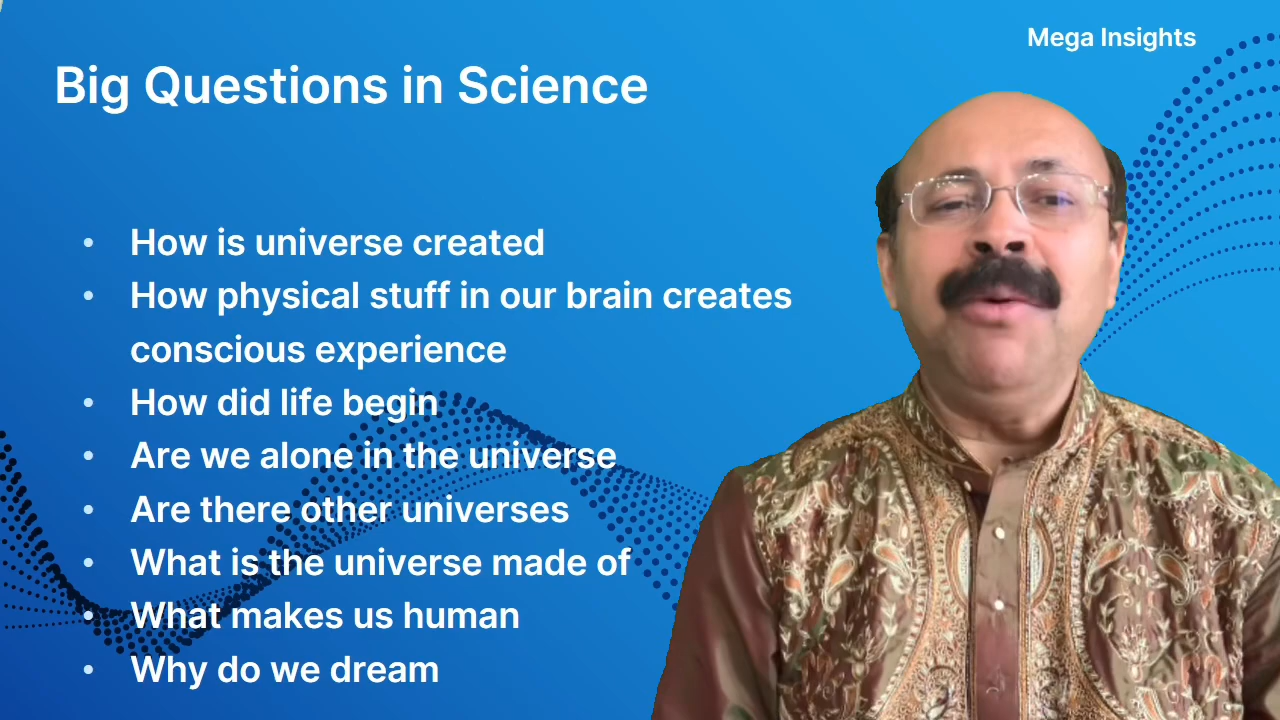 Mega Insights
Big Questions in Science
• How is universe created
• How physical stuff in our brain creates
conscious experience
• How did life begin
• Are we alone in the universe
• Are there other universes
• What is the universe made of
• What makes us human
• Why do we dream